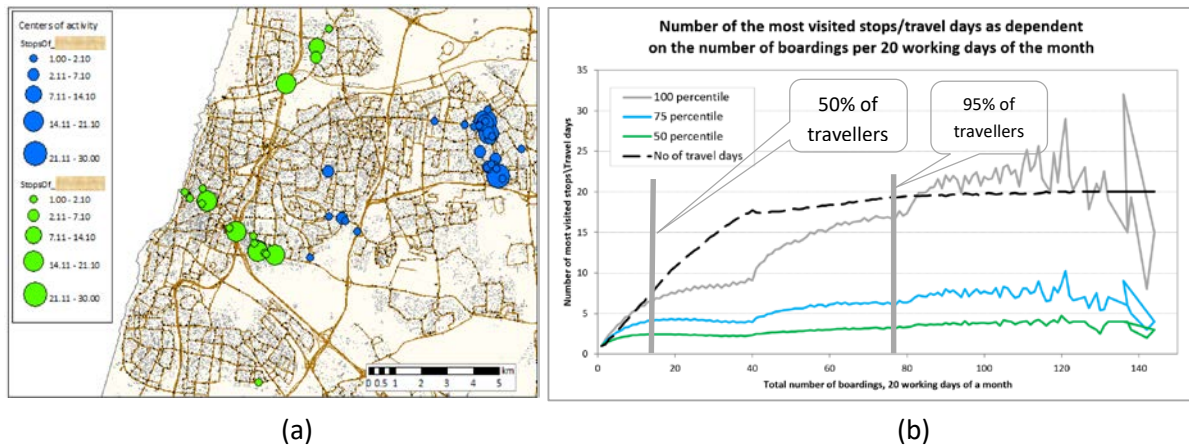 Centers of activity
StopsOf_
1.00 - 2.10
2.11 - 7.10
7.11 - 14.10
14.11 - 21.10
21.11 - 30.00
StopsOf_
1.00 - 2.10
2.11 - 7.10
7.11 - 14.10
14.11 - 21.10
21.11 - 30.00
km
0 0.5 1 2 3 4 5
(a)
Number of the most visited stops/travel days as dependent
on the number of boardings per 20 working days of the month
Number of most visited stops\Travel days
35
30
25
20
15
10
5
0
100 percentile
75 percentile
50 percentile
No of travel days
50% of
travellers
95% of
travellers
0 20 40 60 80 100 120 140
Total number of boardings, 20 working days of a month
(b)